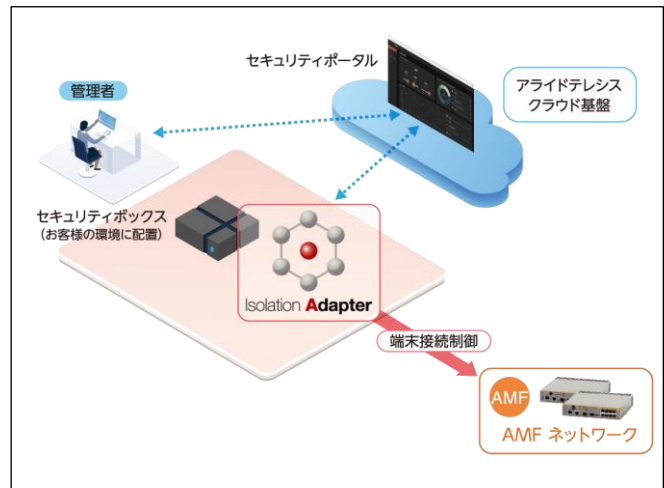 セキュリティポータル
アライドテレシス
クラウド基盤
管理者
セキュリティボックス
（お客様の環境に配置）
Isolation Adapter
端末接続制御
AMF
AMF ネットワーク